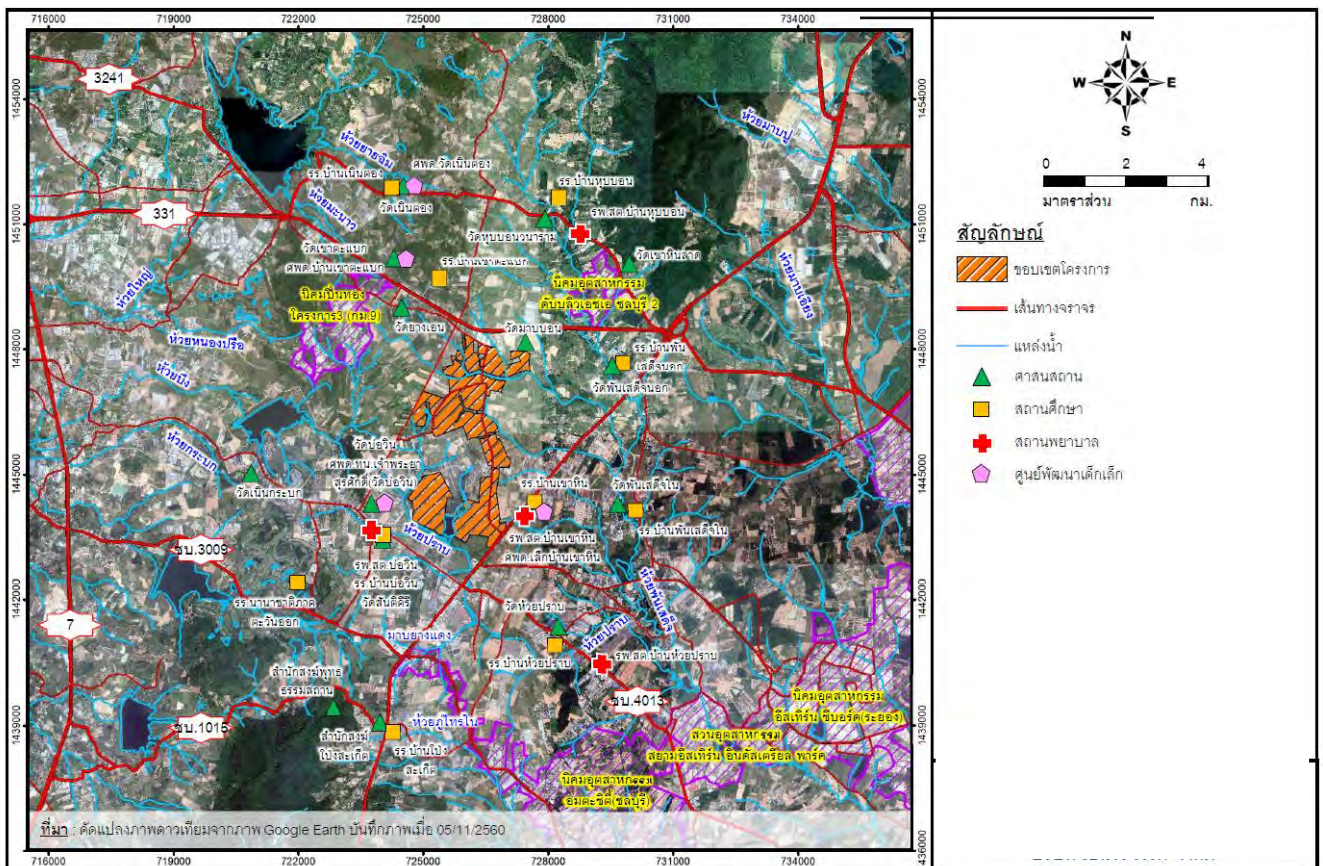 716000 719000 722000 725000 728000 731000 734000
1454000
1454000
3241
ห้วยมาบปู
ห้วยยายฉิม
ศพด.วัดเนินตอง
รร.บ้านเนินตอง
รร.บ้านหุบบอน
วัดเนินตอง
ห้วยมะนาว
331
รพ.สต.บ้านหุบบอน
วัดหุบบอนวนาราม
1451000
1451000
วัดเขาตะแบก
ศพด.บ้านเขาตะแบก
รร.บ้านเขาตะแบก
วัดเขาหินลาด
ห้วยใหญ่
ห้วยมาบเอียง
นิคมปิ่นทอง
โครงการ3 (กม.9)
นิคมอุตสาหกรรม
ดับบลิวเอชเอ ชลบุรี 2
วัดยางเอน
วัดมาบบอน
ห้วยหนองปรือ
1448000
1448000
รร.บ้านพัน
เสด็จนอก
ห้วยปึง
วัดพันเสด็จนอก
ห้วยกระบก
วัดบ่อวิน
ศพด.ทน.เจ้าพระยา
สุรศักดิ์(วัดบ่อวิน)
1445000
1445000
วัดเนินกระบก
รร.บ้านเขาหิน
วัดพันเสด็จใน
รร.บ้านพันเสด็จใน
ห้วยปราบ
รพ.สต.บ้านเขาหิน
ศพด.เล็กบ้านเขาหิน
ชบ.3009
รพ.สต.บ่อวิน
รร.บ้านบ่อวิน
วัดสันติคีรี
1442000
1442000
รร.นานาชาติภาค
ตะวันออก
ห้วยพันเสด็จ
วัดห้วยปราบ
ห้วยปราบ
7
มาบยางแดง
รร.บ้านห้วยปราบ
รพ.สต.บ้านห้วยปราบ
สำนักสงฆ์พุทธ
ธรรมสถาน
ชบ.4013
นิคมอุตสาหกรรม
อีสเทิร์น ซีบอร์ด(ระยอง)
1439000
1439000
ชบ.1015
ห้วยภูไทรใน
สำนักสงฆ์
โป่งสะเก็ต
รร.บ้านโป่ง
สะเก็ต
สวนอุตสาหกรรม
สยามอีสเทิร์น อินดัสเตรียล พาร์ค
นิคมอุตสาหกรรม
อมตะซิตี้(ชลบุรี)
ที่มา : ดัดแปลงภาพดาวเทียมจากภาพ Google Earth บันทึกภาพเมื่อ 05/11/2560
436000
716000 719000 722000 725000 728000 731000 734000
N
W E
S
0 2 4
มาตราส่วน กม.
สัญลักษณ์
ขอบเขตโครงการ
เส้นทางจราจร
แหล่งน้ำ
ศาสนสถาน
สถานศึกษา
สถานพยาบาล
ศูนย์พัฒนาเด็กเล็ก